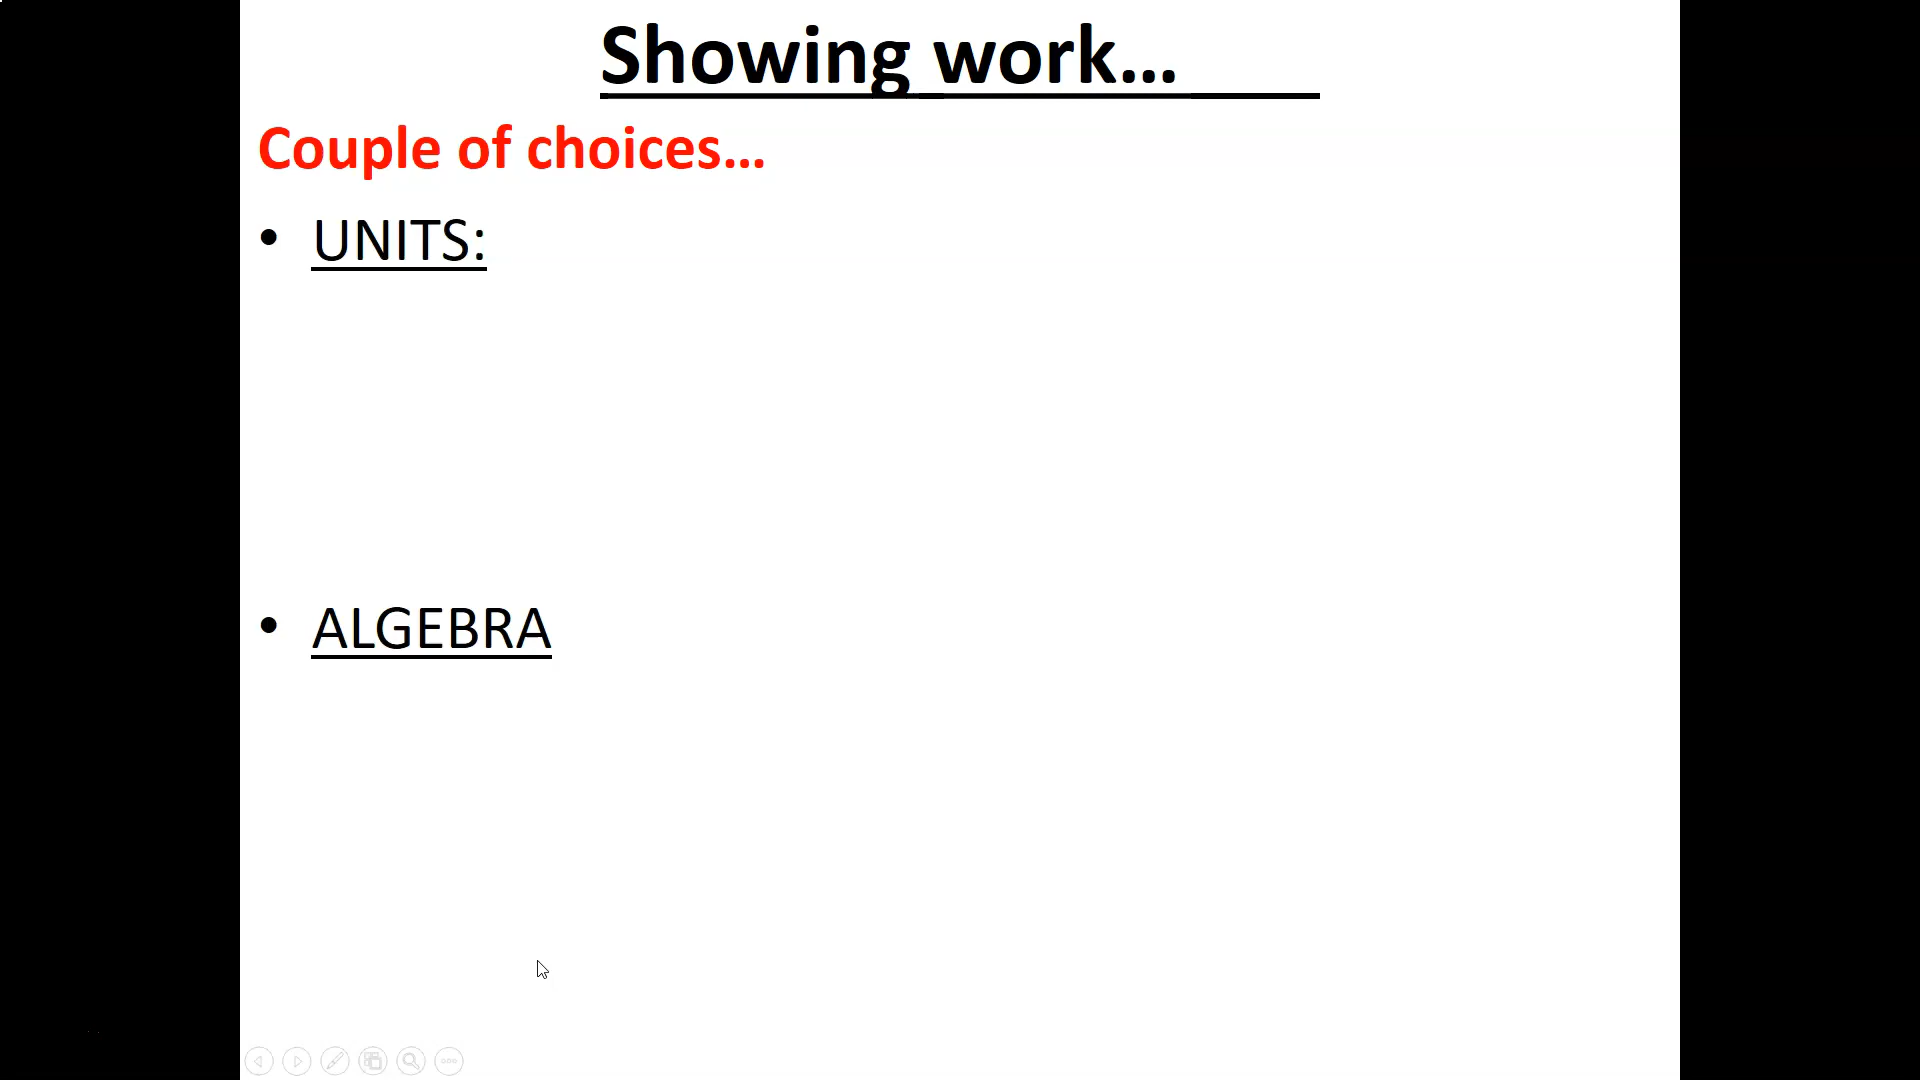 Showing work...
Couple of choices...
• UNITS:
• ALGEBRA